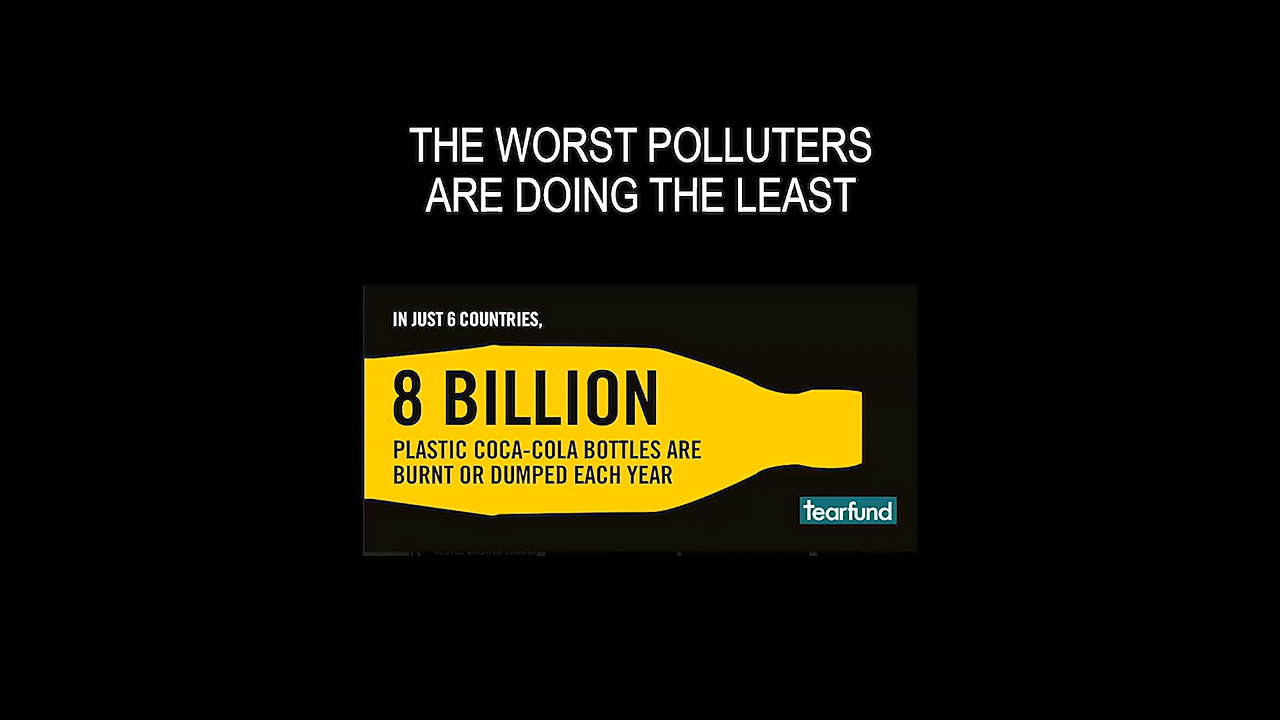 THE WORST POLLUTERS
ARE DOING THE LEAST
IN JUST 6 COUNTRIES,
8 BILLION
PLASTIC COCA-COLA BOTTLES ARE
BURNT OR DUMPED EACH YEAR
tearfund